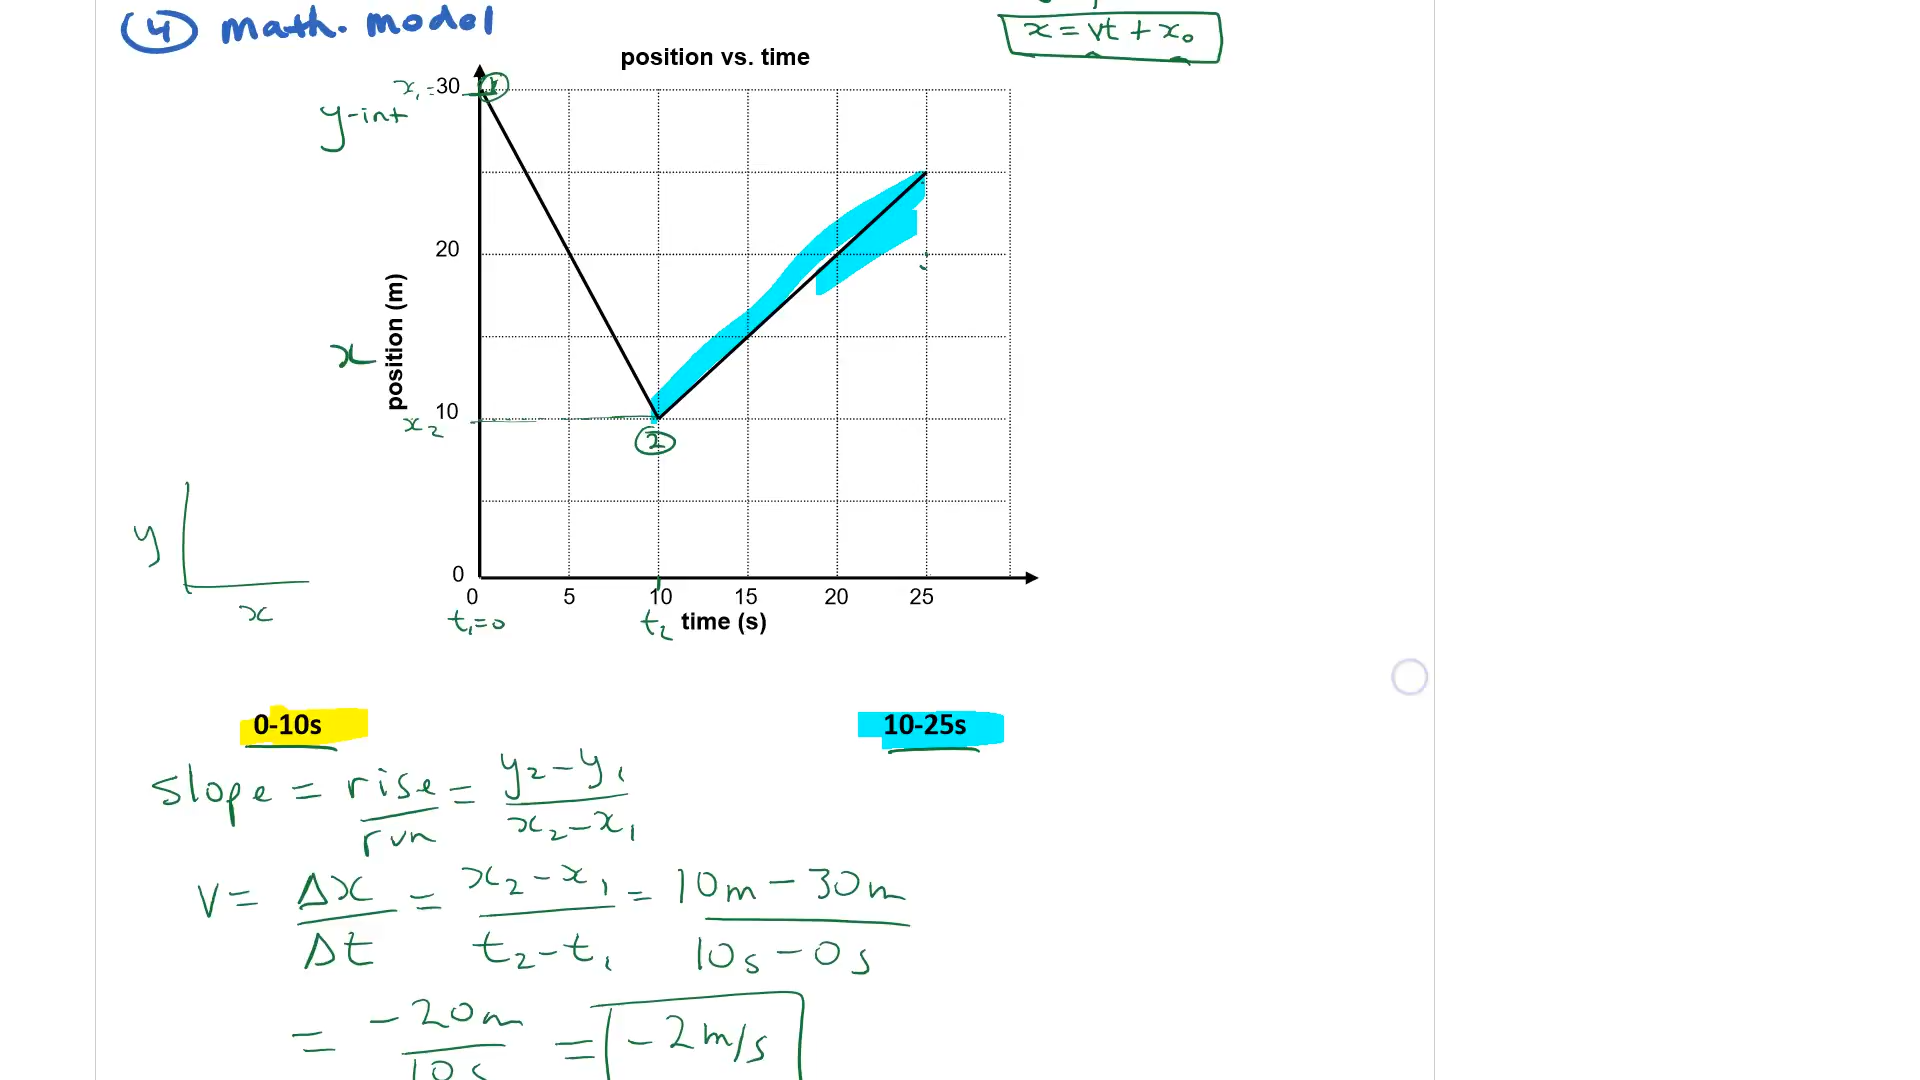 ④ math. model
x = vt + x₀
position vs. time
x₁ = 30
①
y-int
20
position (m)
x
10
x₂
②
y
x
0
0 5 10 15 20 25
t₁=0 t₂ time (s)
0-10s 10-25s
slope = rise/run = y₂-y₁/x₂-x₁
v = Δx/Δt = x₂-x₁/t₂-t₁ = 10m - 30m/10s - 0s
= -20m/10s = -2m/s